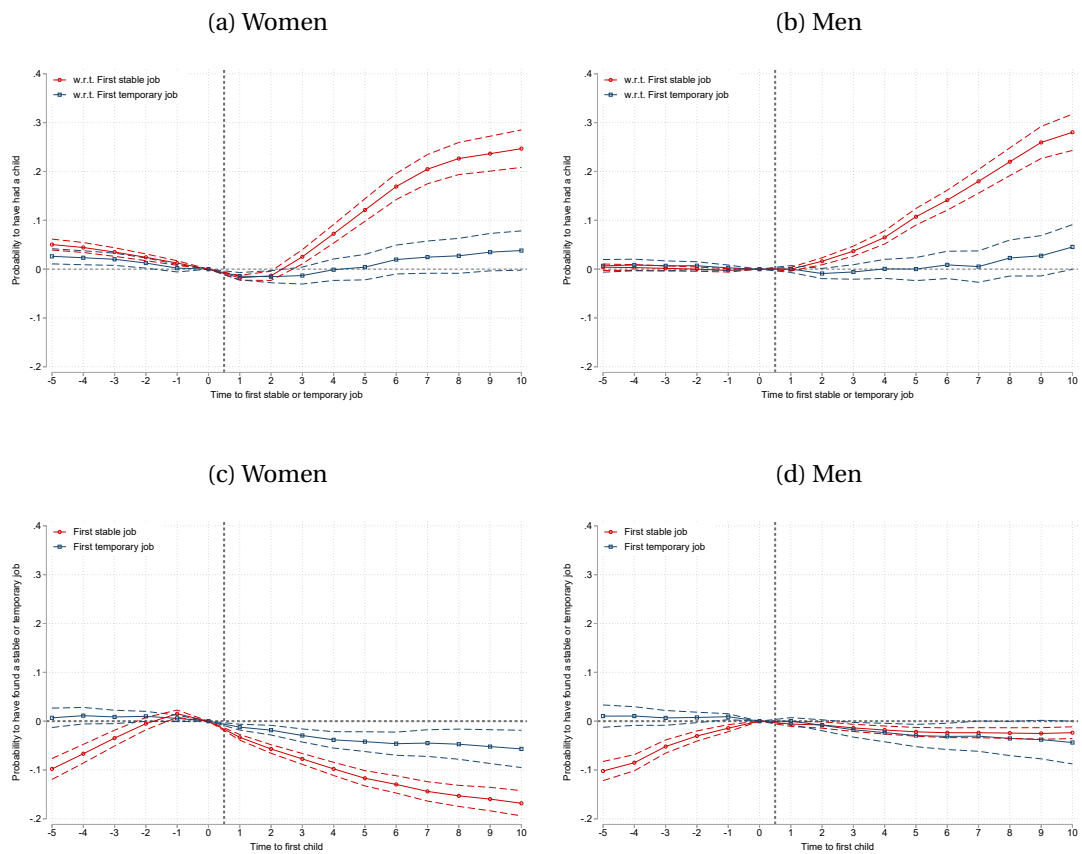 (a) Women
(b) Men
w.r.t. First stable job
w.r.t. First temporary job
Probability to have had a child
.4
.3
.2
.1
0
-.1
-.2
-5 -4 -3 -2 -1 0 1 2 3 4 5 6 7 8 9 10
Time to first stable or temporary job
w.r.t. First stable job
w.r.t. First temporary job
Probability to have had a child
.4
.3
.2
.1
0
-.1
-.2
-5 -4 -3 -2 -1 0 1 2 3 4 5 6 7 8 9 10
Time to first stable or temporary job
(c) Women
(d) Men
First stable job
First temporary job
Probability to have found a stable or temporary job
.4
.3
.2
.1
0
-.1
-.2
-5 -4 -3 -2 -1 0 1 2 3 4 5 6 7 8 9 10
Time to first child
First stable job
First temporary job
Probability to have found a stable or temporary job
.4
.3
.2
.1
0
-.1
-.2
-5 -4 -3 -2 -1 0 1 2 3 4 5 6 7 8 9 10
Time to first child